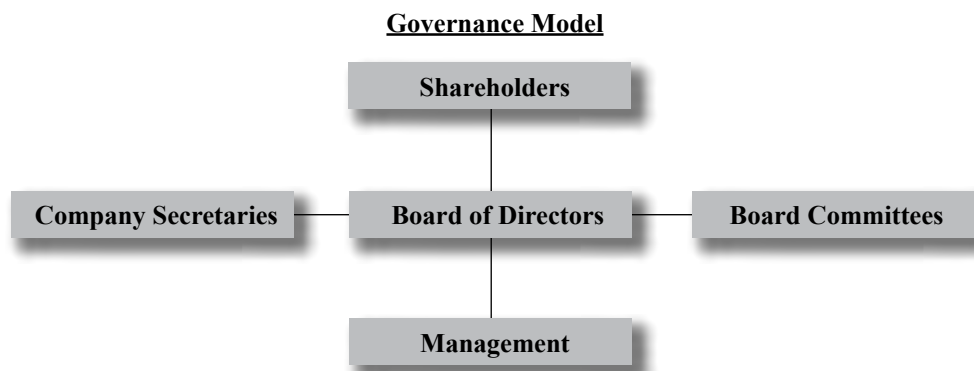 Governance Model
Shareholders
Company Secretaries
Board of Directors
Board Committees
Management